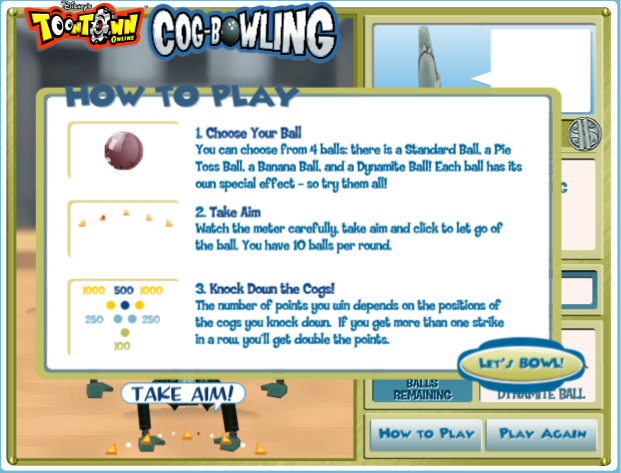 Disney's
TOONTOWN
ONLINE
COG-BOWLING
HOW TO PLAY
1. Choose Your Ball
You can choose from 4 balls: there is a Standard Ball, a Pie
Toss Ball, a Banana Ball, and a Dynamite Ball! Each ball has its
own special effect - so try them all!
2. Take Aim
Watch the meter carefully, take aim and click to let go of
the ball. You have 10 balls per round.
1000 500 1000
250 250
100
3. Knock Down the Cogs!
The number of points you win depends on the positions of
the cogs you knock down. If you get more than one strike
in a row, you'll get double the points.
LET'S BOWL!
TAKE AIM!
BALLS
REMAINING
DYNAMITE BALL
HOW TO PLAY
PLAY AGAIN